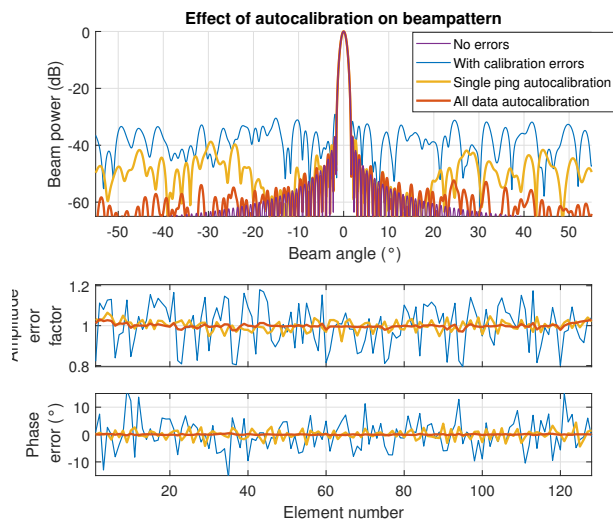 Effect of autocalibration on beampattern
Beam power (dB)
0
-20
-40
-60
No errors
With calibration errors
Single ping autocalibration
All data autocalibration
-50 -40 -30 -20 -10 0 10 20 30 40 50
Beam angle (°)
Amplitude
error
factor
1.2
1
0.8
Phase
error (°)
10
0
-10
20 40 60 80 100 120
Element number